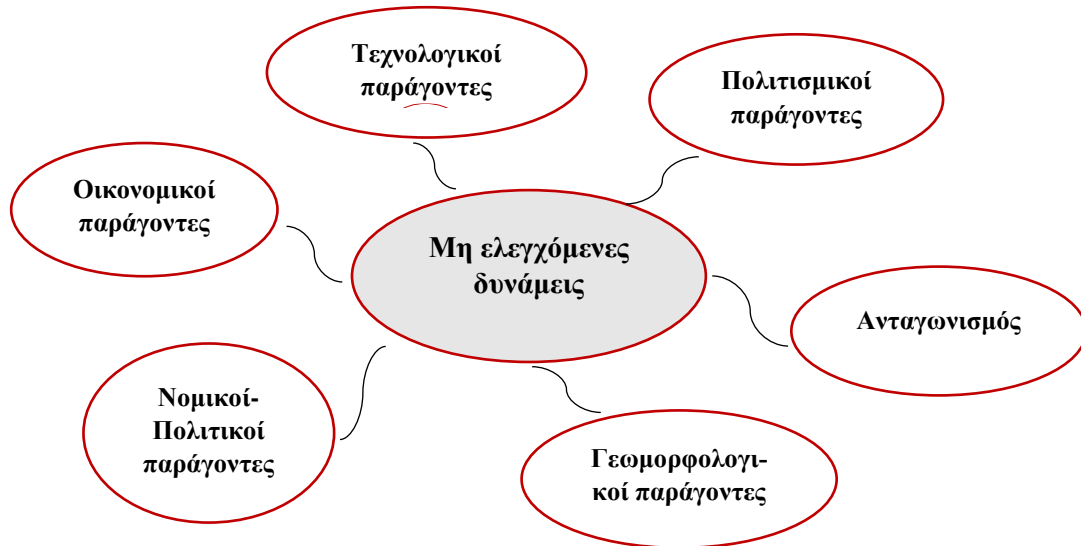 Τεχνολογικοί
παράγοντες
Πολιτισμικοί
παράγοντες
Οικονομικοί
παράγοντες
Μη ελεγχόμενες
δυνάμεις
Ανταγωνισμός
Νομικοί-
Πολιτικοί
παράγοντες
Γεωμορφολογι-
κοί παράγοντες